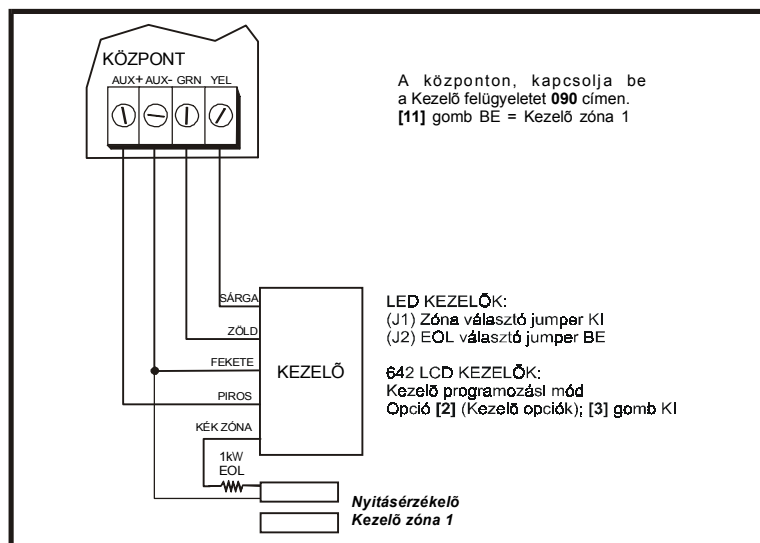 KÖZPONT
AUX+ AUX- GRN YEL
A központon, kapcsolja be
a Kezelõ felügyeletet 090 címen.
[11] gomb BE = Kezelõ zóna 1
SÁRGA
ZÖLD
FEKETE
PIROS
KÉK ZÓNA
KEZELÕ
LED KEZELÕK:
(J1) Zóna választó jumper KI
(J2) EOL választó jumper BE
642 LCD KEZELÕK:
Kezelõ programozási mód
Opció [2] (Kezelõ opciók); [3] gomb KI
1kW
EOL
Nyitásérzékelõ
Kezelõ zóna 1